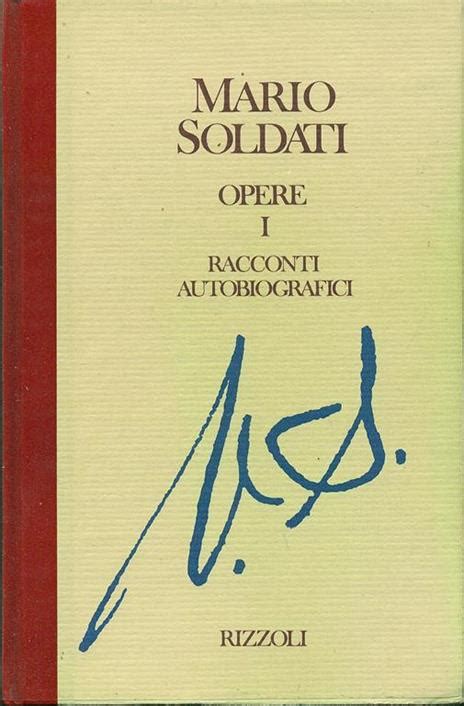 MARIO
SOLDATI
OPERE
I
RACCONTI
AUTOBIOGRAFICI
M.S.
RIZZOLI